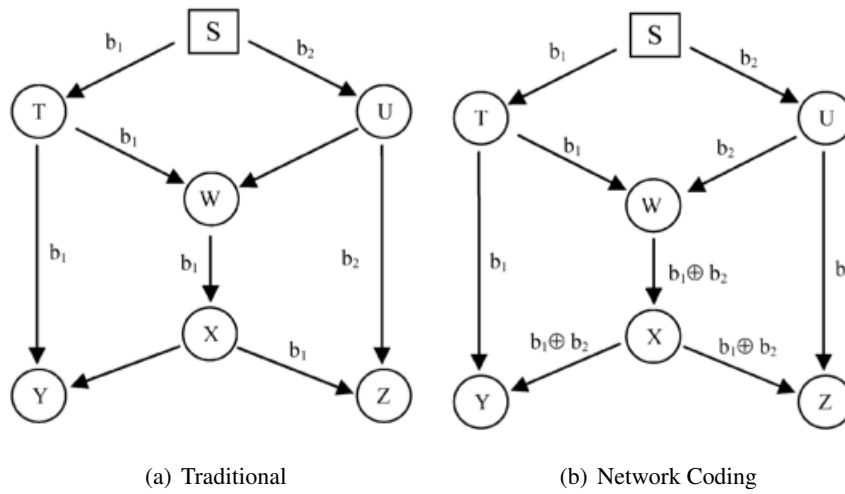 S
b₁
b₂
T
U
b₁
W
b₁
b₁
b₂
X
b₁
Y
Z
(a) Traditional
S
b₁
b₂
T
U
b₁
b₂
W
b₁
b₁⊕ b₂
b
X
b₁⊕ b₂
b₁⊕ b₂
Y
Z
(b) Network Coding